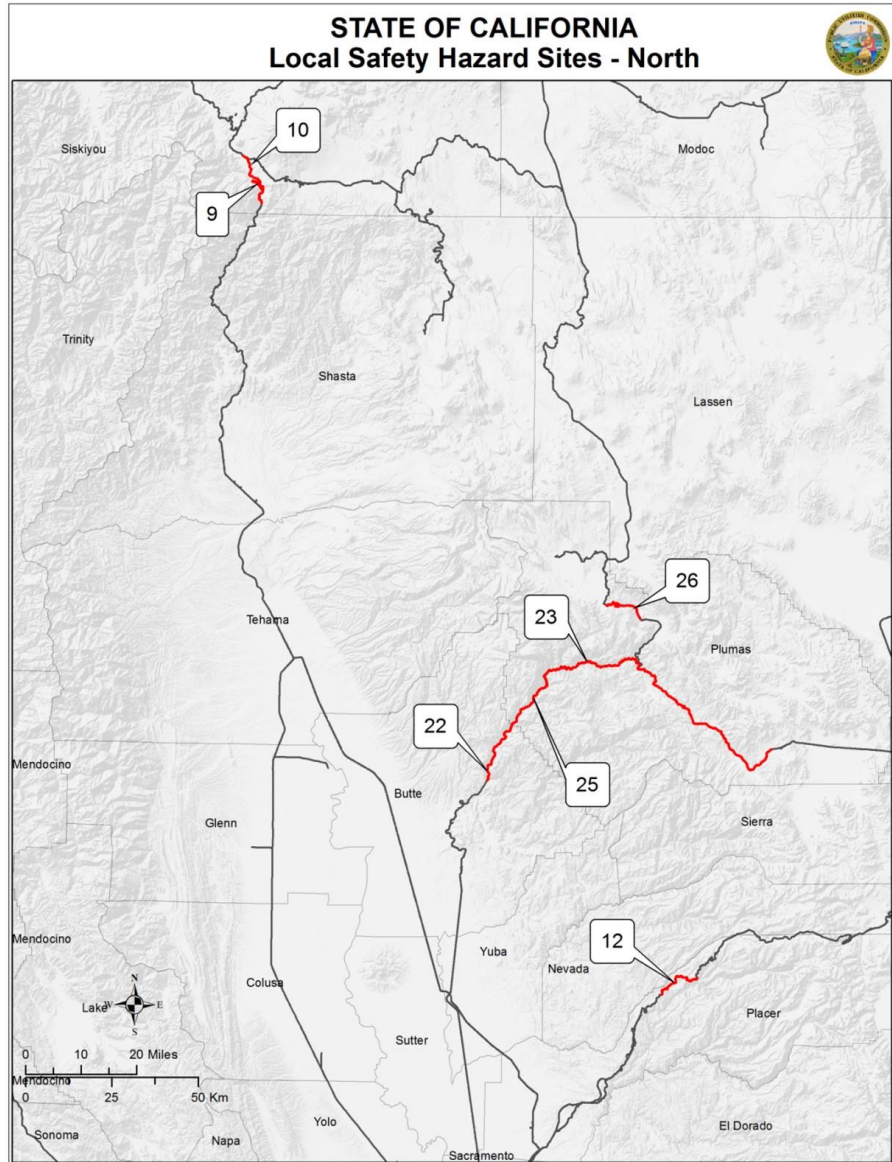 STATE OF CALIFORNIA
Local Safety Hazard Sites - North
Siskiyou
10
Modoc
9
Trinity
Shasta
Lassen
26
23
Tehama
Plumas
22
25
Mendocino
Butte
Glenn
Sierra
12
Mendocino
Yuba
Nevada
Colusa
N
Lake
W
E
S
Placer
Sutter
0 10 20 Miles
Mendocino
0 25 50 Km
Yolo
El Dorado
Sonoma
Napa
Sacramento